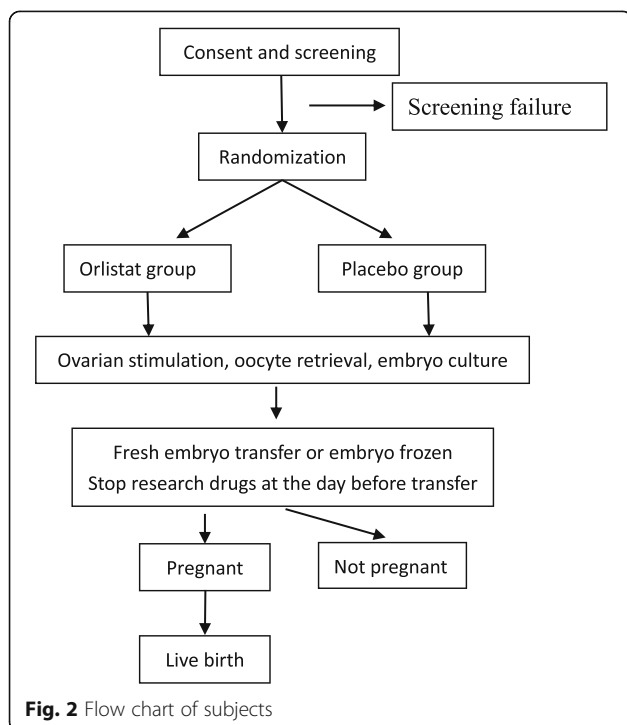 Consent and screening
Screening failure
Randomization
Orlistat group
Placebo group
Ovarian stimulation, oocyte retrieval, embryo culture
Fresh embryo transfer or embryo frozen
Stop research drugs at the day before transfer
Pregnant
Not pregnant
Live birth
Fig. 2 Flow chart of subjects